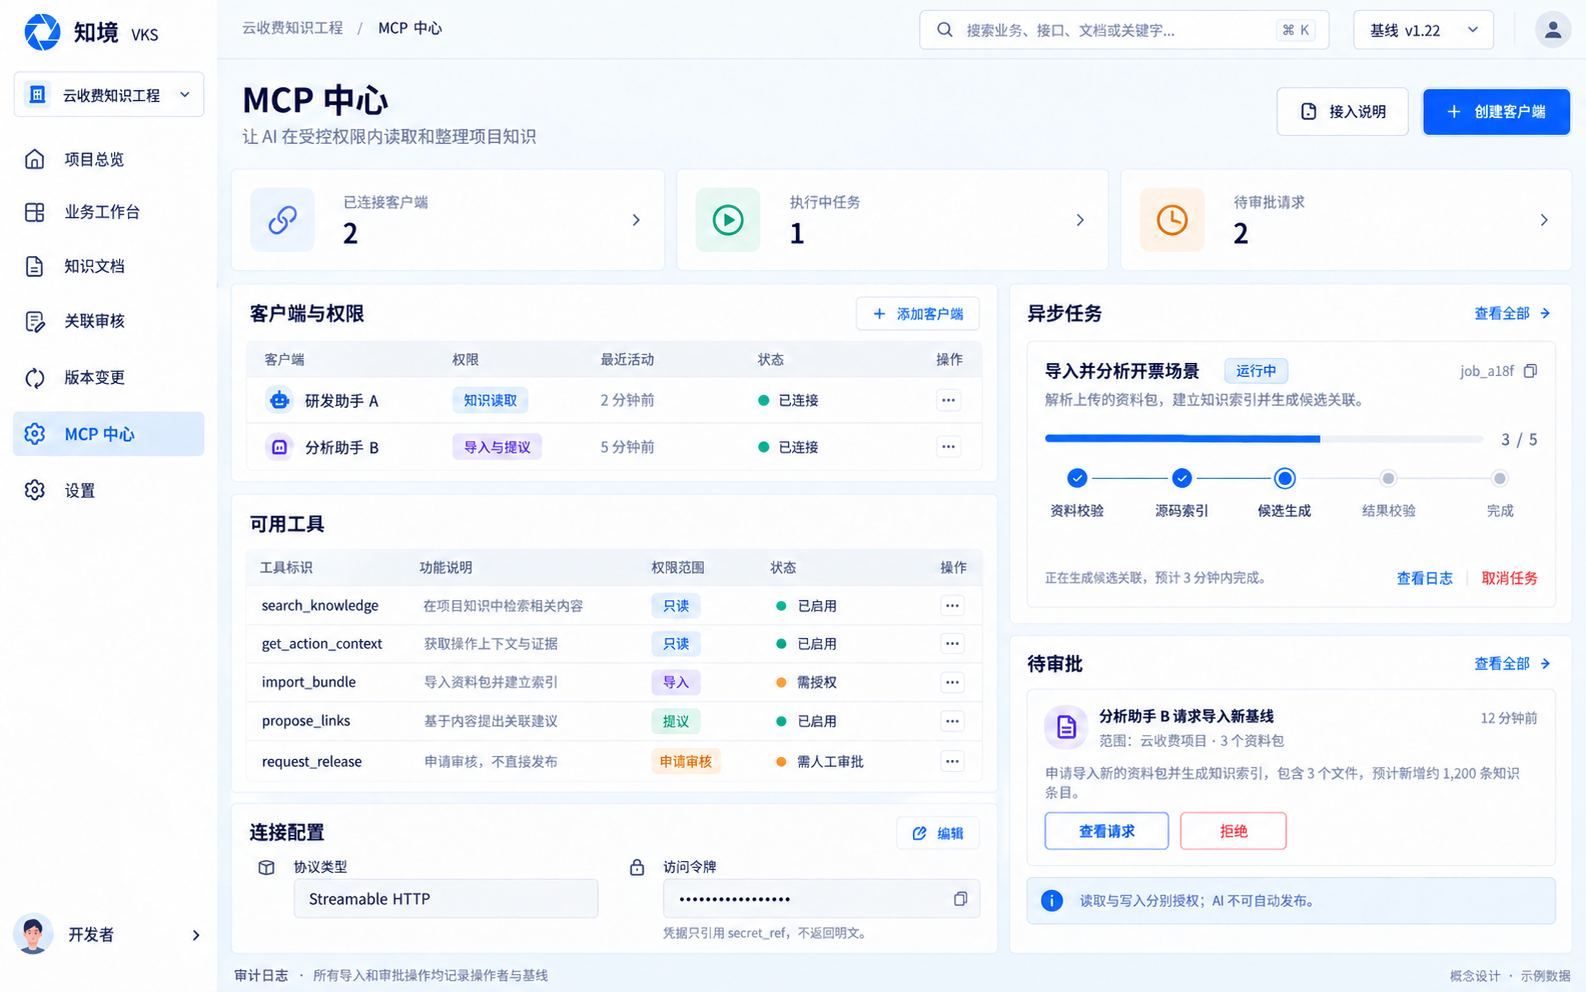 知境 VKS
云收费知识工程 / MCP 中心
搜索业务、接口、文档或关键字... ⌘ K
基线 v1.22
云收费知识工程
项目总览
业务工作台
知识文档
关联审核
版本变更
MCP 中心
设置
开发者
MCP 中心
让 AI 在受控权限内读取和整理项目知识
接入说明
+ 创建客户端
已连接客户端
2
执行中任务
1
待审批请求
2
客户端与权限
+ 添加客户端
客户端 权限 最近活动 状态 操作
研发助手 A 知识读取 2 分钟前 已连接 ···
分析助手 B 导入与提议 5 分钟前 已连接 ···
可用工具
工具标识 功能说明 权限范围 状态 操作
search_knowledge 在项目知识中检索相关内容 只读 已启用 ···
get_action_context 获取操作上下文与证据 只读 已启用 ···
import_bundle 导入资料包并建立索引 导入 需授权 ···
propose_links 基于内容提出关联建议 提议 已启用 ···
request_release 申请审核，不直接发布 申请审核 需人工审批 ···
连接配置
编辑
协议类型
Streamable HTTP
访问令牌
•••••••••••••••••
凭据只引用 secret_ref，不返回明文。
异步任务
查看全部 →
导入并分析开票场景 运行中 job_a18f
解析上传的资料包，建立知识索引并生成候选关联。
3 / 5
资料校验 源码索引 候选生成 结果校验 完成
正在生成候选关联，预计 3 分钟内完成。
查看日志 取消任务
待审批
查看全部 →
分析助手 B 请求导入新基线 12 分钟前
范围：云收费项目 · 3 个资料包
申请导入新的资料包并生成知识索引，包含 3 个文件，预计新增约 1,200 条知识
条目。
查看请求 拒绝
读取与写入分别授权；AI 不可自动发布。
审计日志 · 所有导入和审批操作均记录操作者与基线
概念设计 · 示例数据